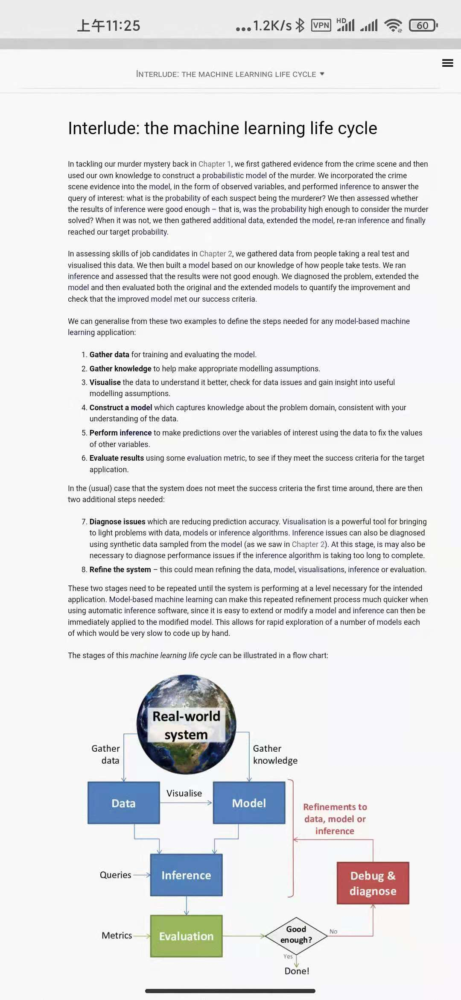 上午11:25
...1.2K/s VPN HD 60
INTERLUDE: THE MACHINE LEARNING LIFE CYCLE
Interlude: the machine learning life cycle
In tackling our murder mystery back in Chapter 1, we first gathered evidence from the crime scene and then
used our own knowledge to construct a probabilistic model of the murder. We incorporated the crime
scene evidence into the model, in the form of observed variables, and performed inference to answer the
query of interest: what is the probability of each suspect being the murderer? We then assessed whether
the results of inference were good enough – that is, was the probability high enough to consider the murder
solved? When it was not, we then gathered additional data, extended the model, re-ran inference and finally
reached our target probability.
In assessing skills of job candidates in Chapter 2, we gathered data from people taking a real test and
visualised this data. We then built a model based on our knowledge of how people take tests. We ran
inference and assessed that the results were not good enough. We diagnosed the problem, extended the
model and then evaluated both the original and the extended models to quantify the improvement and
check that the improved model met our success criteria.
We can generalise from these two examples to define the steps needed for any model-based machine
learning application:
1. Gather data for training and evaluating the model.
2. Gather knowledge to help make appropriate modelling assumptions.
3. Visualise the data to understand it better, check for data issues and gain insight into useful
modelling assumptions.
4. Construct a model which captures knowledge about the problem domain, consistent with your
understanding of the data.
5. Perform inference to make predictions over the variables of interest using the data to fix the values
of other variables.
6. Evaluate results using some evaluation metric, to see if they meet the success criteria for the target
application.
In the (usual) case that the system does not meet the success criteria the first time around, there are then
two additional steps needed:
7. Diagnose issues which are reducing prediction accuracy. Visualisation is a powerful tool for bringing
to light problems with data, models or inference algorithms. Inference issues can also be diagnosed
using synthetic data sampled from the model (as we saw in Chapter 2). At this stage, is may also be
necessary to diagnose performance issues if the inference algorithm is taking too long to complete.
8. Refine the system – this could mean refining the data, model, visualisations, inference or evaluation.
These two stages need to be repeated until the system is performing at a level necessary for the intended
application. Model-based machine learning can make this repeated refinement process much quicker when
using automatic inference software, since it is easy to extend or modify a model and inference can then be
immediately applied to the modified model. This allows for rapid exploration of a number of models each
of which would be very slow to code up by hand.
The stages of this machine learning life cycle can be illustrated in a flow chart:
Real-world
system
Gather
data
Gather
knowledge
Data
Visualise
Model
Refinements to
data, model or
inference
Queries
Inference
Debug &
diagnose
Metrics
Evaluation
Good
enough?
No
Yes
Done!